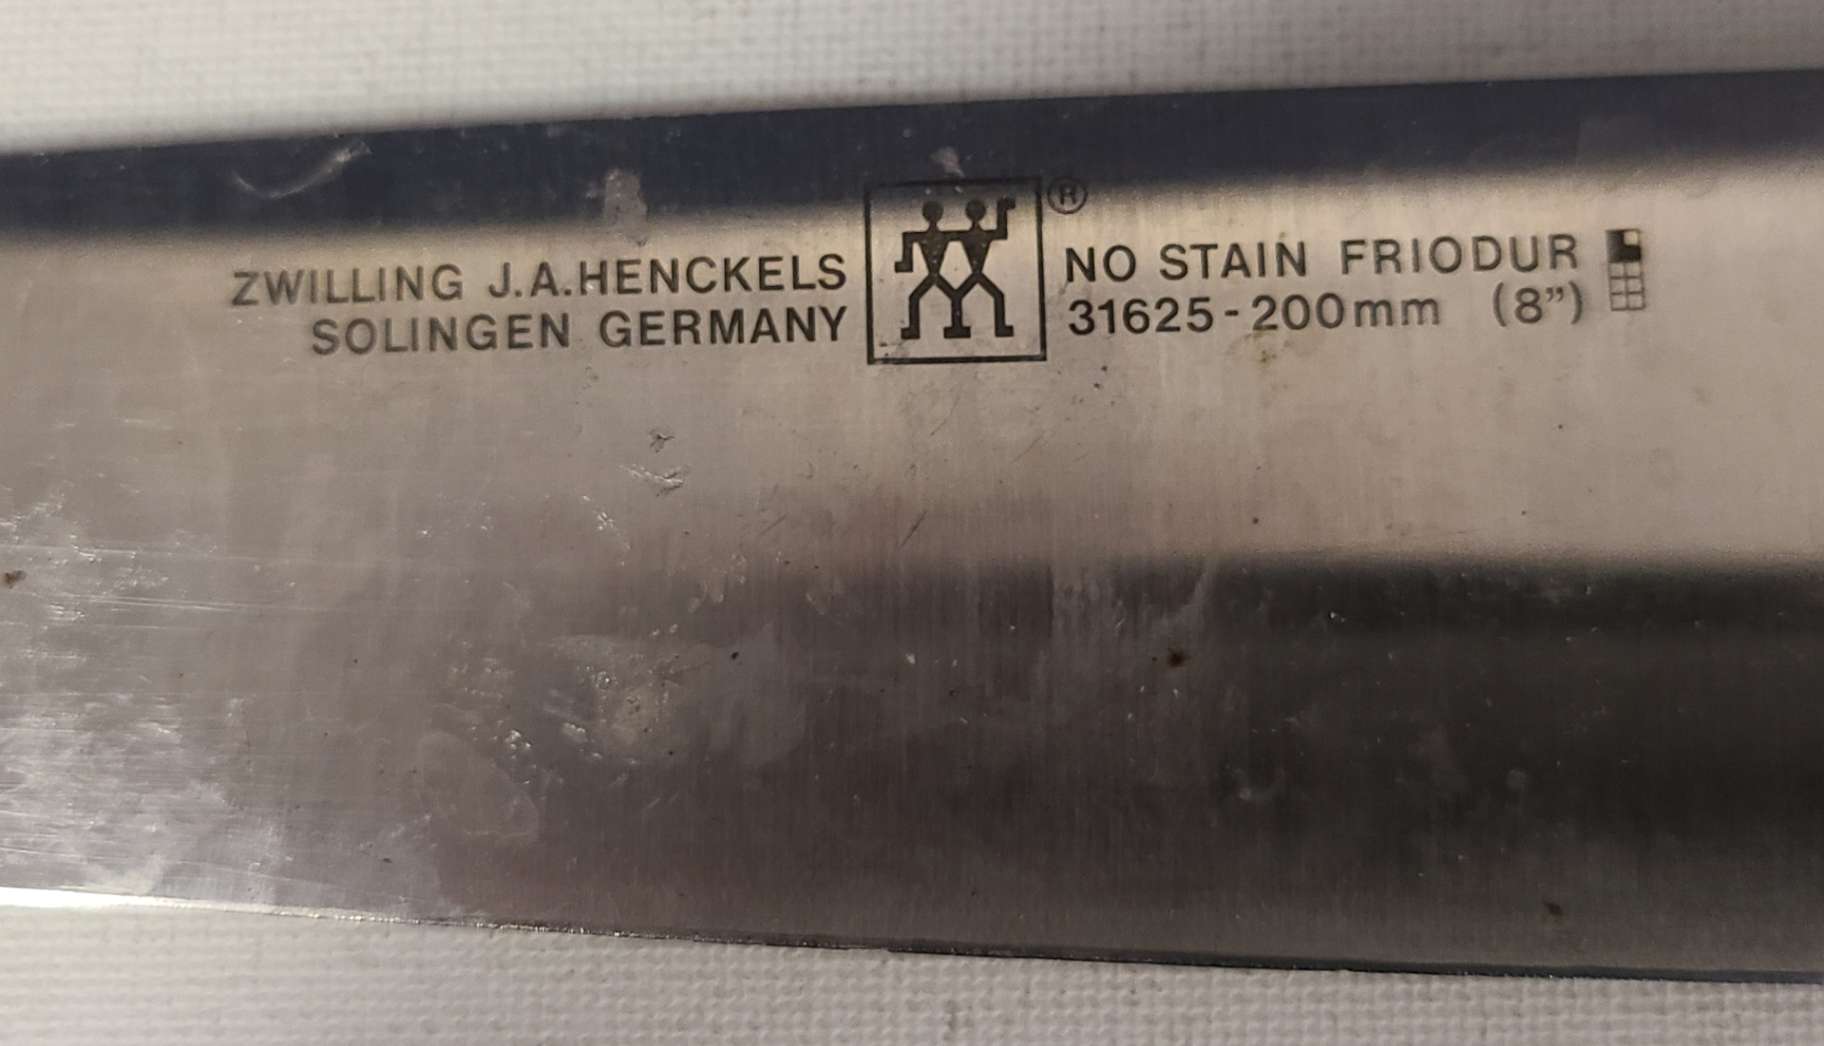 ZWILLING J.A.HENCKELS
SOLINGEN GERMANY
®
NO STAIN FRIODUR
31625-200mm (8”)